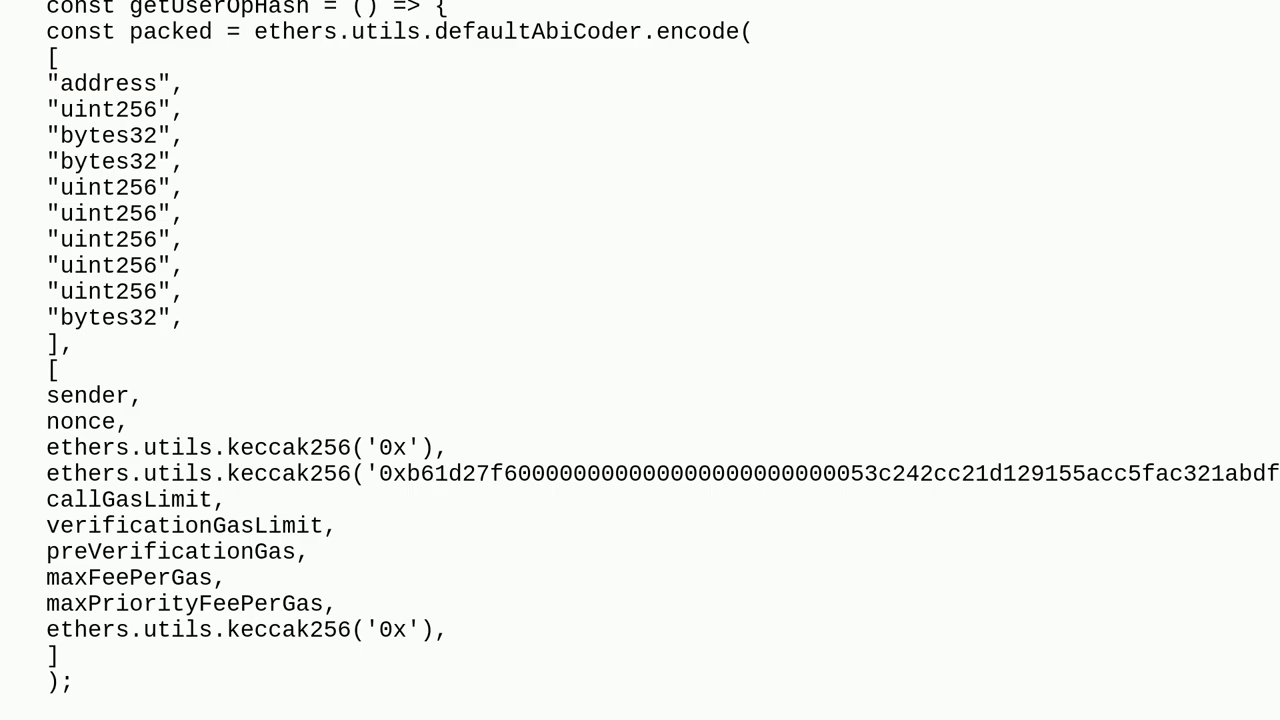 const getUserOpHash = () => {
const packed = ethers.utils.defaultAbiCoder.encode(
[
"address",
"uint256",
"bytes32",
"bytes32",
"uint256",
"uint256",
"uint256",
"uint256",
"uint256",
"bytes32",
],
[
sender,
nonce,
ethers.utils.keccak256('0x'),
ethers.utils.keccak256('0xb61d27f600000000000000000000000053c242cc21d129155acc5fac321abdf
callGasLimit,
verificationGasLimit,
preVerificationGas,
maxFeePerGas,
maxPriorityFeePerGas,
ethers.utils.keccak256('0x'),
]
);